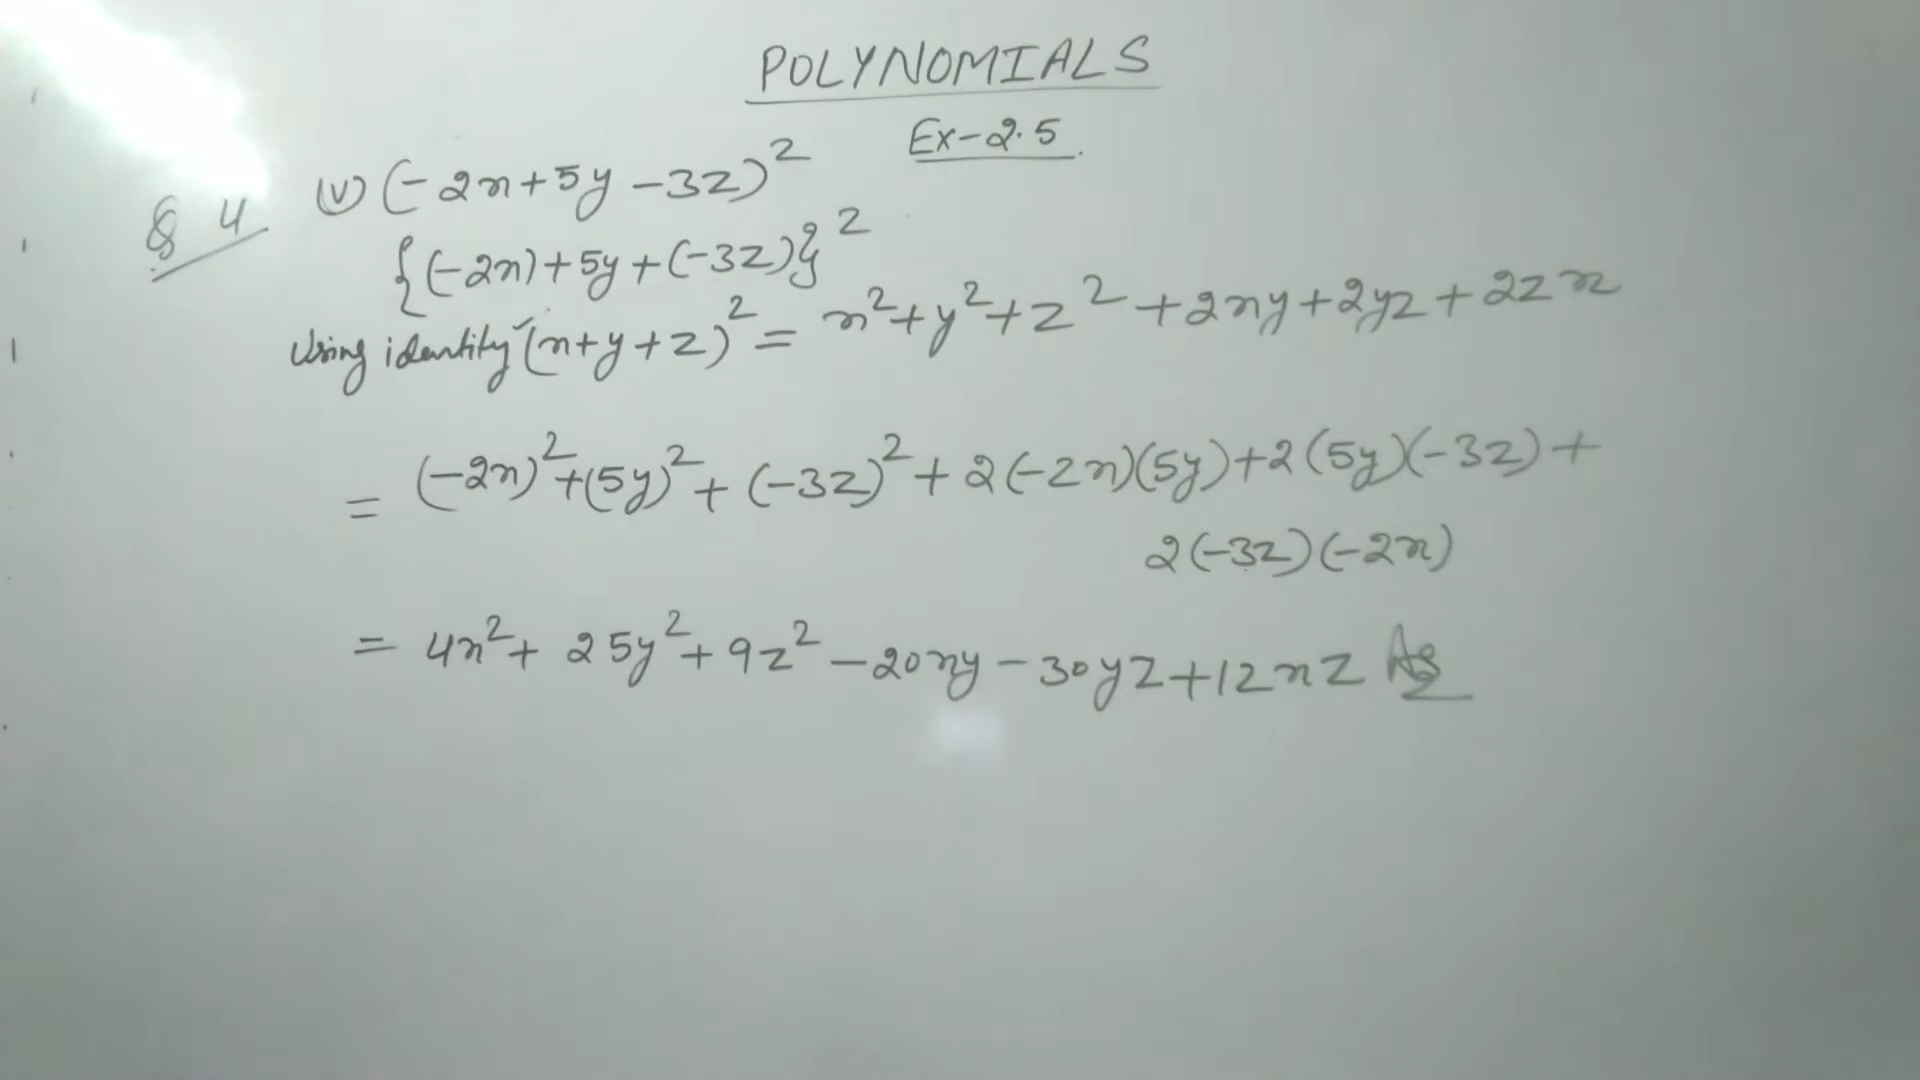 POLYNOMIALS
Ex-2.5
Q 4 (v) (-2x+5y-3z)²
{(-2x)+5y+(-3z)}²
Using identity (x+y+z)² = x²+y²+z²+2xy+2yz+2zx
= (-2x)²+(5y)²+(-3z)²+2(-2x)(5y)+2(5y)(-3z)+
2(-3z)(-2x)
= 4x²+25y²+9z²-20xy-30yz+12xz Ans